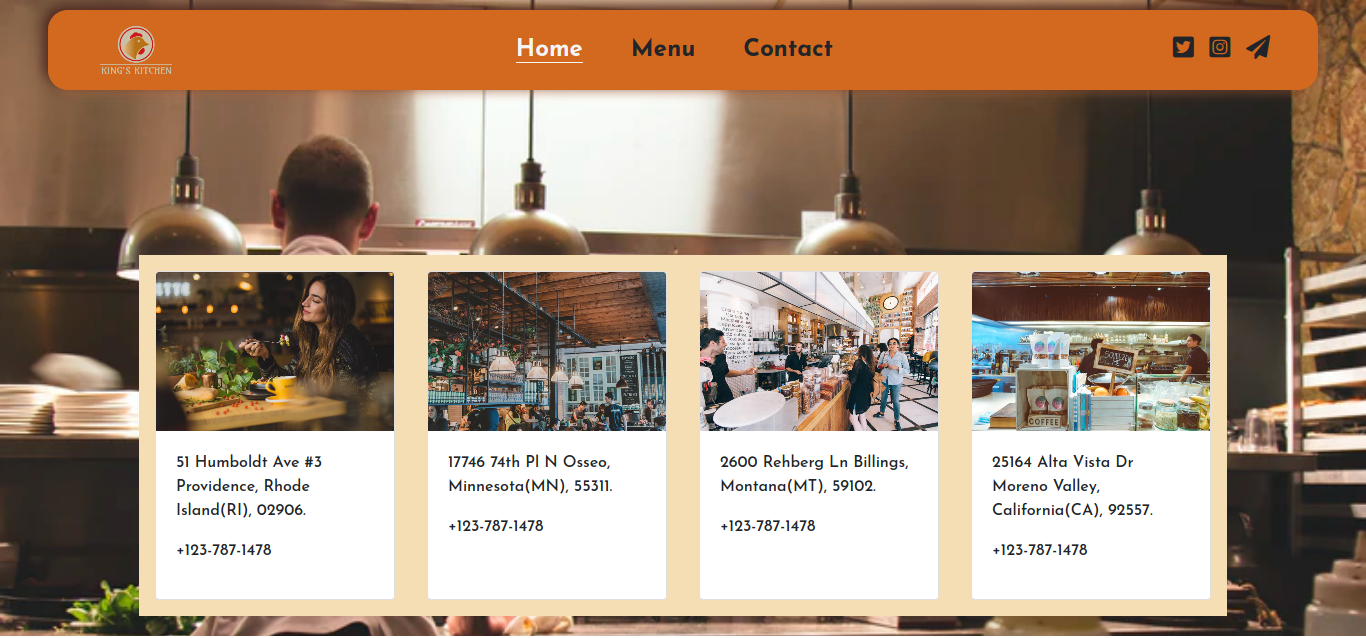 KING'S KITCHEN
Home
Menu
Contact
51 Humboldt Ave #3
Providence, Rhode
Island(RI), 02906.
+123-787-1478
17746 74th Pl N Osseo,
Minnesota(MN), 55311.
+123-787-1478
2600 Rehberg Ln Billings,
Montana(MT), 59102.
+123-787-1478
COFFEE
25164 Alta Vista Dr
Moreno Valley,
California(CA), 92557.
+123-787-1478